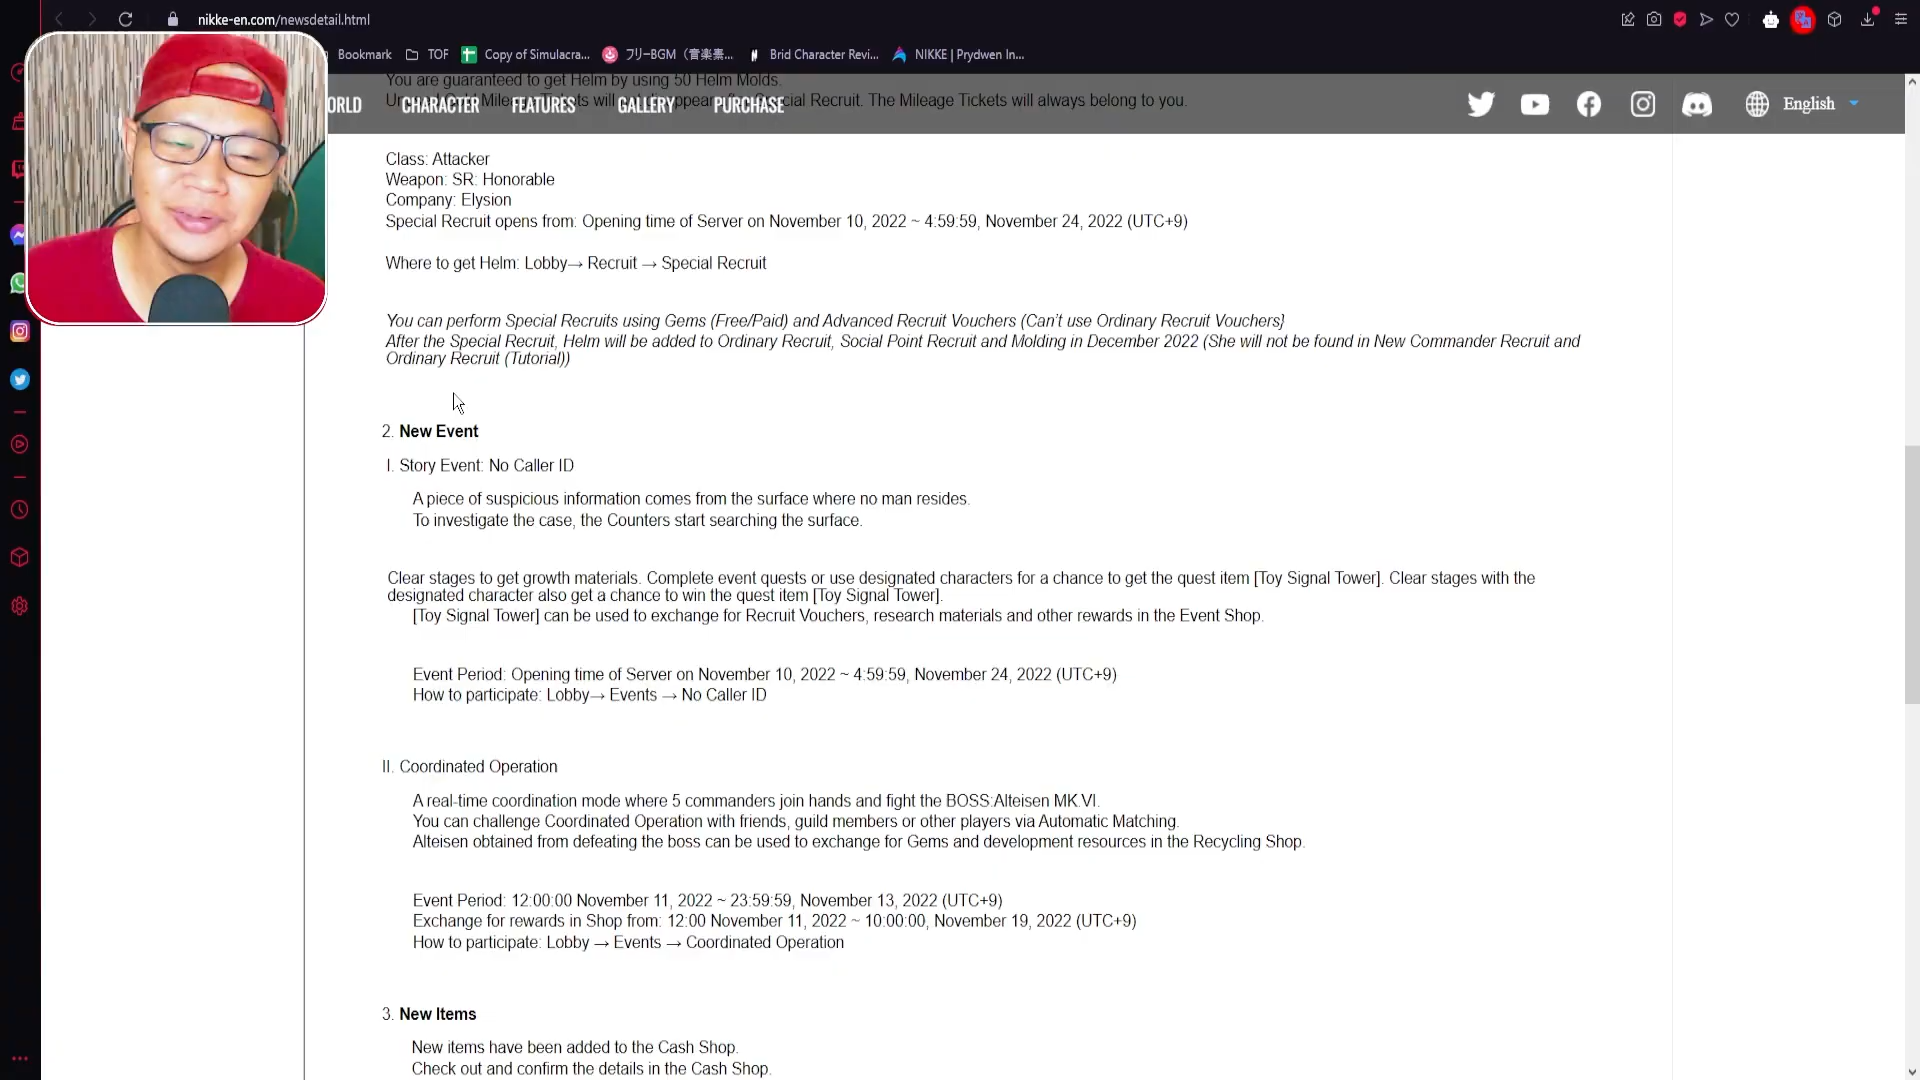 nikke-en.com/newsdetail.html
Bookmark
TOF
Copy of Simulacra...
フリーBGM（音楽素...
Brid Character Revi...
NIKKE | Prydwen In...
You are guaranteed to get Helm by using 50 Helm Molds.
ORLD CHARACTER FEATURES GALLERY PURCHASE
English
Recruit. The Mileage Tickets will always belong to you.
Class: Attacker
Weapon: SR: Honorable
Company: Elysion
Special Recruit opens from: Opening time of Server on November 10, 2022 ~ 4:59:59, November 24, 2022 (UTC+9)
Where to get Helm: Lobby→ Recruit → Special Recruit
You can perform Special Recruits using Gems (Free/Paid) and Advanced Recruit Vouchers (Can't use Ordinary Recruit Vouchers}
After the Special Recruit, Helm will be added to Ordinary Recruit, Social Point Recruit and Molding in December 2022 (She will not be found in New Commander Recruit and
Ordinary Recruit (Tutorial))
2. New Event
I. Story Event: No Caller ID
A piece of suspicious information comes from the surface where no man resides.
To investigate the case, the Counters start searching the surface.
Clear stages to get growth materials. Complete event quests or use designated characters for a chance to get the quest item [Toy Signal Tower]. Clear stages with the
designated character also get a chance to win the quest item [Toy Signal Tower].
[Toy Signal Tower] can be used to exchange for Recruit Vouchers, research materials and other rewards in the Event Shop.
Event Period: Opening time of Server on November 10, 2022 ~ 4:59:59, November 24, 2022 (UTC+9)
How to participate: Lobby→ Events → No Caller ID
II. Coordinated Operation
A real-time coordination mode where 5 commanders join hands and fight the BOSS:Alteisen MK.VI.
You can challenge Coordinated Operation with friends, guild members or other players via Automatic Matching.
Alteisen obtained from defeating the boss can be used to exchange for Gems and development resources in the Recycling Shop.
Event Period: 12:00:00 November 11, 2022 ~ 23:59:59, November 13, 2022 (UTC+9)
Exchange for rewards in Shop from: 12:00 November 11, 2022 ~ 10:00:00, November 19, 2022 (UTC+9)
How to participate: Lobby → Events → Coordinated Operation
3. New Items
New items have been added to the Cash Shop.
Check out and confirm the details in the Cash Shop.